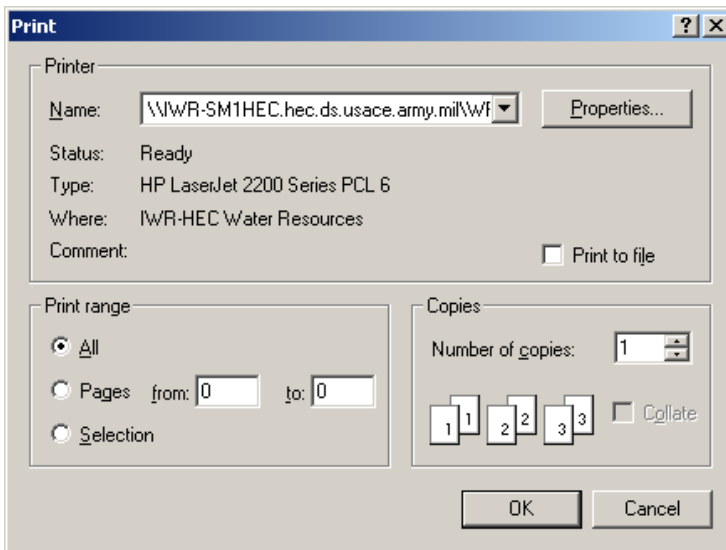 Print
Printer
Name: \\IWR-SM1HEC.hec.ds.usace.army.mil\WF Properties...
Status: Ready
Type: HP LaserJet 2200 Series PCL 6
Where: IWR-HEC Water Resources
Comment: Print to file
Print range
All
Pages from: 0 to: 0
Selection
Copies
Number of copies: 1
1 1 2 2 3 3 Collate
OK Cancel